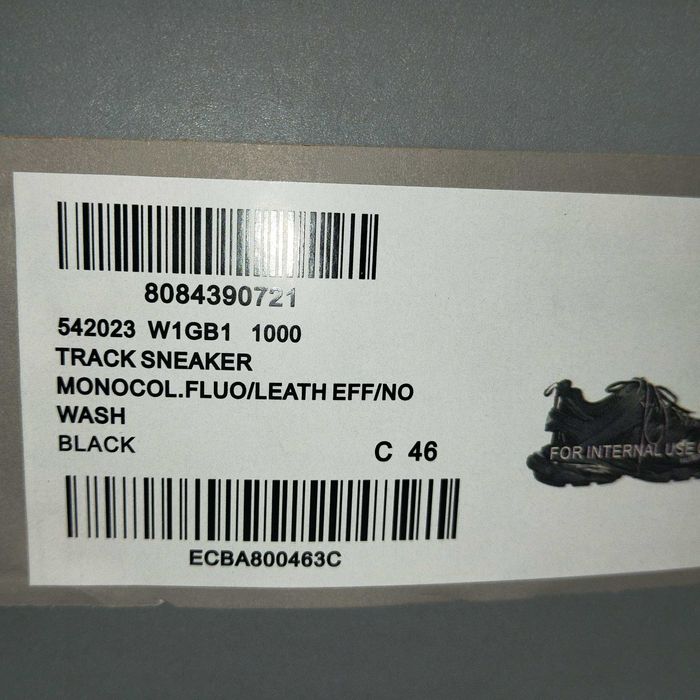 8084390721
542023 W1GB1 1000
TRACK SNEAKER
MONOCOL.FLUO/LEATH EFF/NO
WASH
BLACK
C 46
FOR INTERNAL USE
ECBA800463C